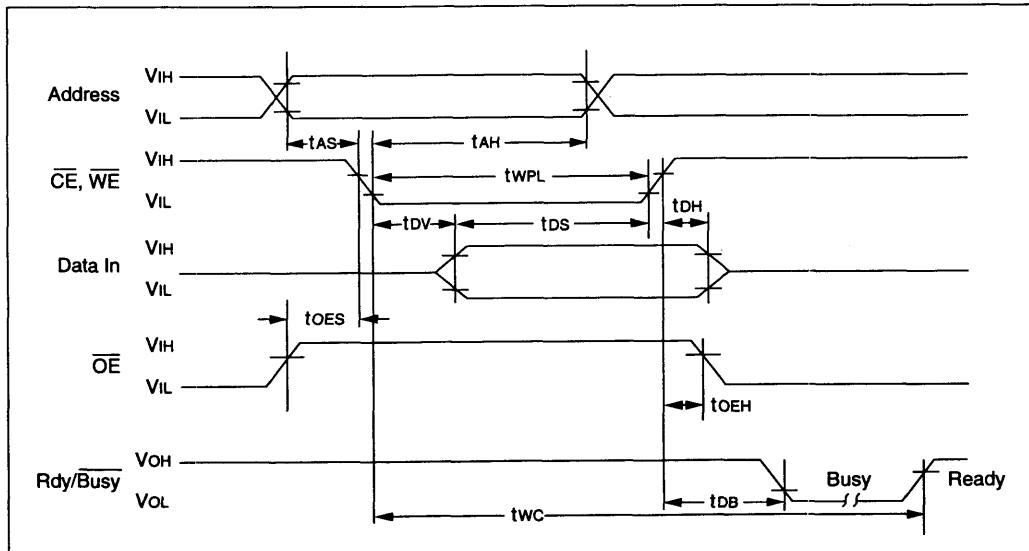 Address
VIH
VIL
tAS
tAH
CE, WE
VIH
VIL
tWPL
tDH
tDV
tDS
Data In
VIH
VIL
tOES
OE
VIH
VIL
tOEH
Rdy/Busy
VOH
VOL
Busy
Ready
tDB
tWC